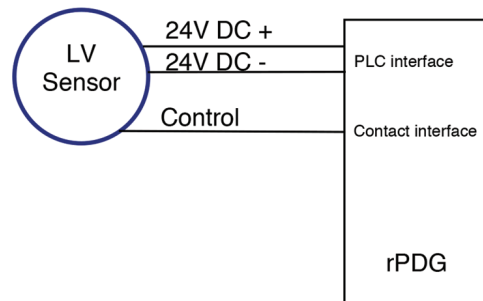 24V DC +
LV
Sensor
24V DC -
PLC interface
Control
Contact interface
rPDG